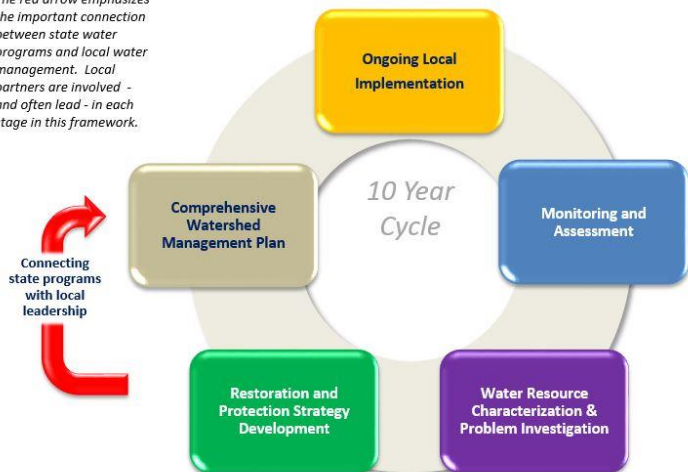 the important connection
between state water
programs and local water
management. Local
partners are involved -
and often lead - in each
stage in this framework.
Ongoing Local
Implementation
10 Year
Cycle
Monitoring and
Assessment
Comprehensive
Watershed
Management Plan
Connecting
state programs
with local
leadership
Restoration and
Protection Strategy
Development
Water Resource
Characterization &
Problem Investigation